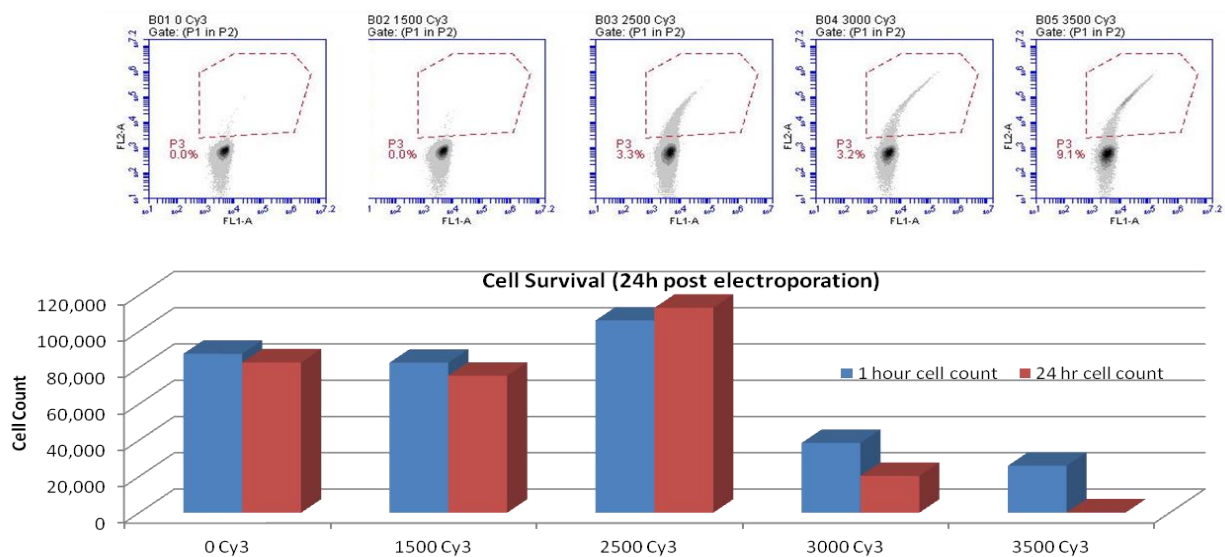 B01 0 Cy3
Gate: (P1 in P2)
B02 1500 Cy3
Gate: (P1 in P2)
B03 2500 Cy3
Gate: (P1 in P2)
B04 3000 Cy3
Gate: (P1 in P2)
B05 3500 Cy3
Gate: (P1 in P2)
FL2-A
P3
0.0%
FL1-A
P3
0.0%
FL1-A
FL2-A
P3
3.3%
FL1-A
FL2-A
P3
3.2%
FL1-A
FL2-A
P3
9.1%
FL1-A
Cell Survival (24h post electroporation)
Cell Count
120,000
100,000
80,000
60,000
40,000
20,000
0
1 hour cell count
24 hr cell count
0 Cy3
1500 Cy3
2500 Cy3
3000 Cy3
3500 Cy3